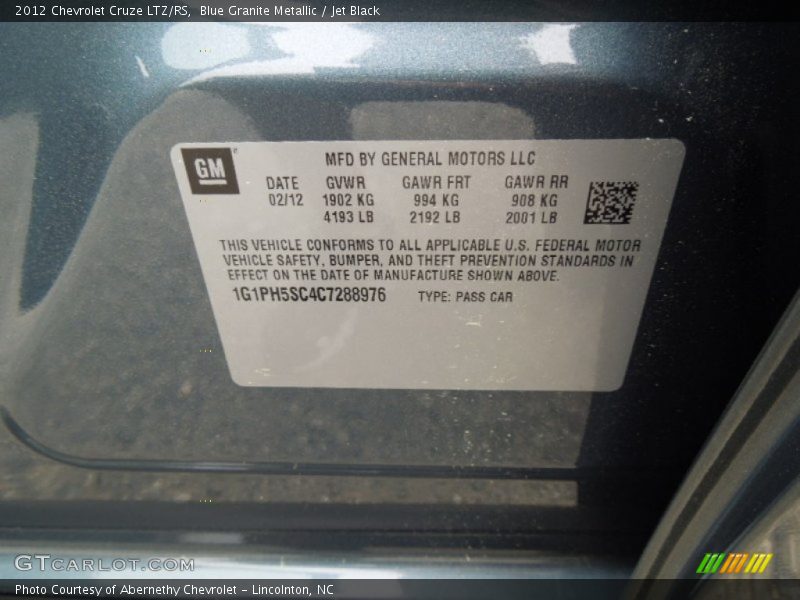 2012 Chevrolet Cruze LTZ/RS, Blue Granite Metallic / Jet Black
GM
MFD BY GENERAL MOTORS LLC
DATE GVWR GAWR FRT GAWR RR
02/12 1902 KG 994 KG 908 KG
4193 LB 2192 LB 2001 LB
THIS VEHICLE CONFORMS TO ALL APPLICABLE U.S. FEDERAL MOTOR
VEHICLE SAFETY, BUMPER, AND THEFT PREVENTION STANDARDS IN
EFFECT ON THE DATE OF MANUFACTURE SHOWN ABOVE.
1G1PH5SC4C7288976 TYPE: PASS CAR
GTCARLOT.COM
Photo Courtesy of Abernethy Chevrolet - Lincolnton, NC